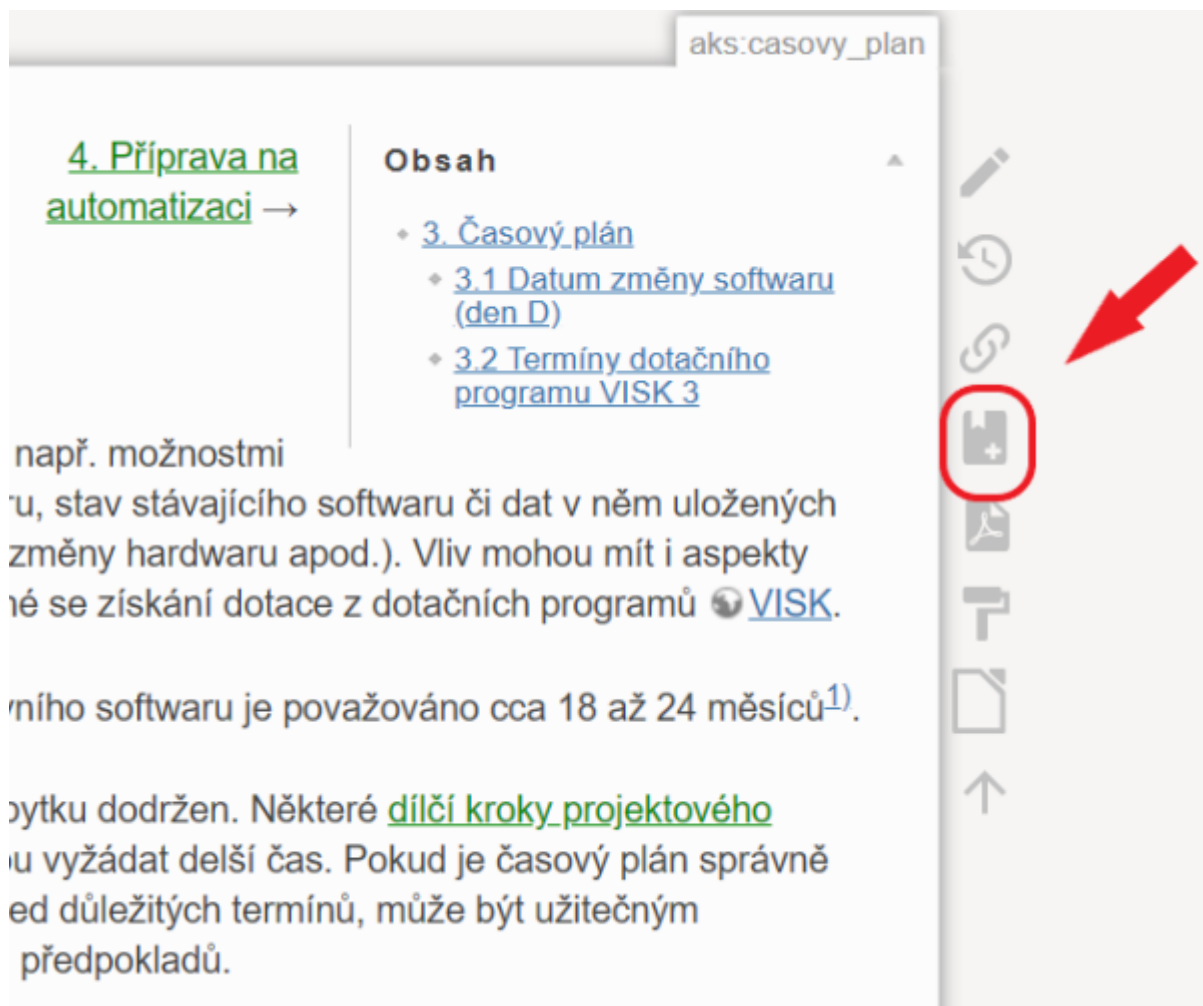 aks:casovy_plan
4. Příprava na
automatizaci →
Obsah
3. Časový plán
3.1 Datum změny softwaru
(den D)
3.2 Termíny dotačního
programu VISK 3
např. možnostmi
ru, stav stávajícího softwaru či dat v něm uložených
změny hardwaru apod.). Vliv mohou mít i aspekty
né se získání dotace z dotačních programů VISK.
vního softwaru je považováno cca 18 až 24 měsíců1).
bytku dodržen. Některé dílčí kroky projektového
ou vyžádat delší čas. Pokud je časový plán správně
ed důležitých termínů, může být užitečným
předpokladů.